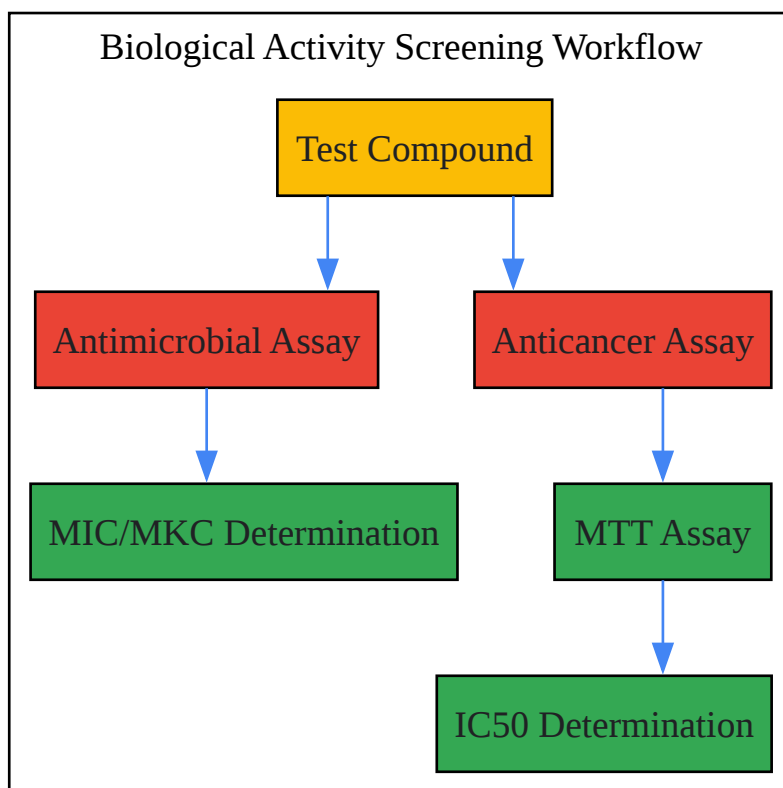 Biological Activity Screening Workflow
Test Compound
Antimicrobial Assay
Anticancer Assay
MIC/MKC Determination
MTT Assay
IC50 Determination